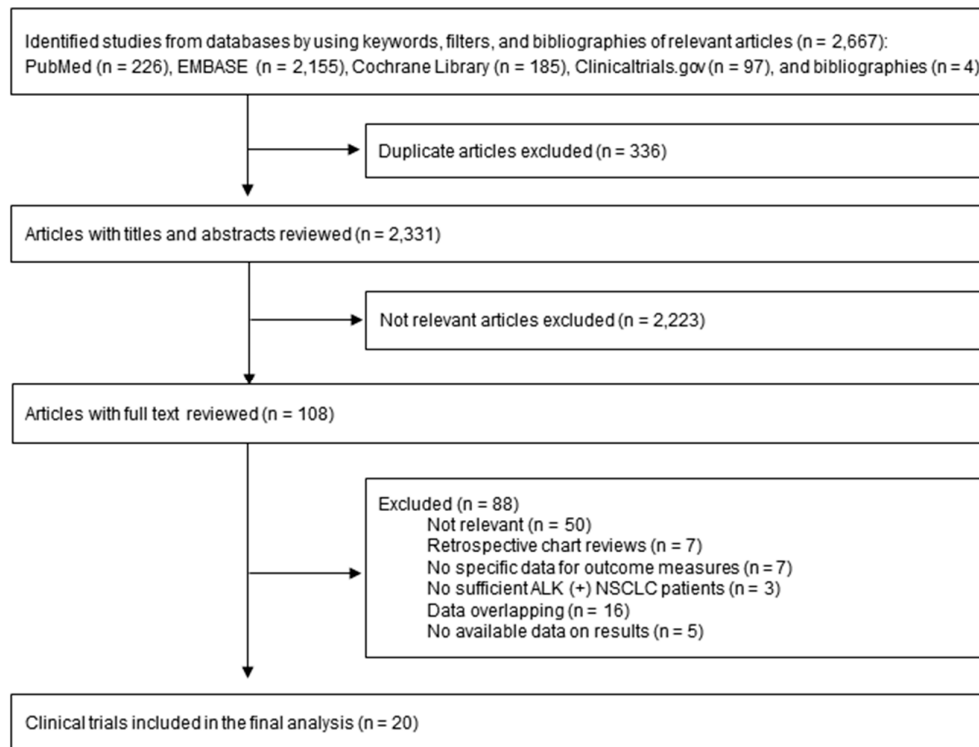 Identified studies from databases by using keywords, filters, and bibliographies of relevant articles (n = 2,667):
PubMed (n = 226), EMBASE (n = 2,155), Cochrane Library (n = 185), Clinicaltrials.gov (n = 97), and bibliographies (n = 4)
Duplicate articles excluded (n = 336)
Articles with titles and abstracts reviewed (n = 2,331)
Not relevant articles excluded (n = 2,223)
Articles with full text reviewed (n = 108)
Excluded (n = 88)
Not relevant (n = 50)
Retrospective chart reviews (n = 7)
No specific data for outcome measures (n = 7)
No sufficient ALK (+) NSCLC patients (n = 3)
Data overlapping (n = 16)
No available data on results (n = 5)
Clinical trials included in the final analysis (n = 20)